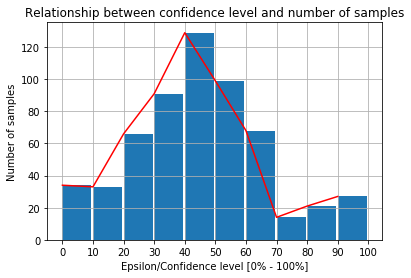 Relationship between confidence level and number of samples
Number of samples
120
100
80
60
40
20
0
0 10 20 30 40 50 60 70 80 90 100
Epsilon/Confidence level [0% - 100%]